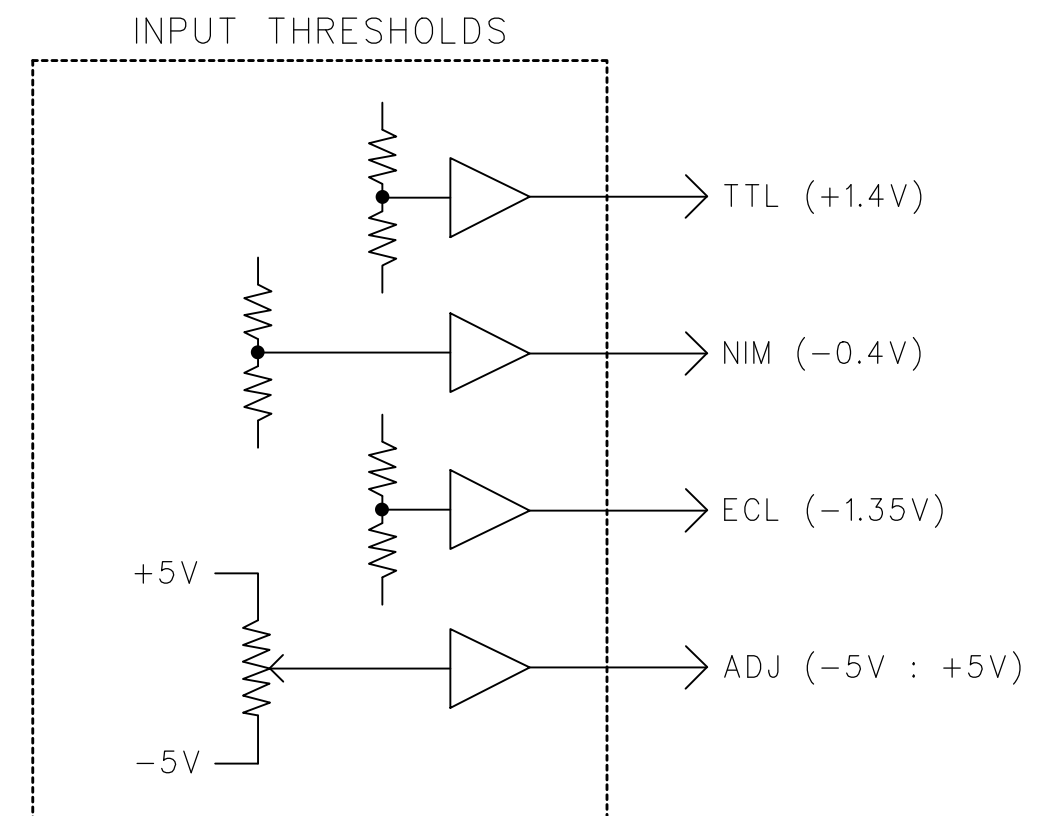 INPUT THRESHOLDS
TTL (+1.4V)
NIM (-0.4V)
ECL (-1.35V)
+5V
ADJ (-5V : +5V)
-5V